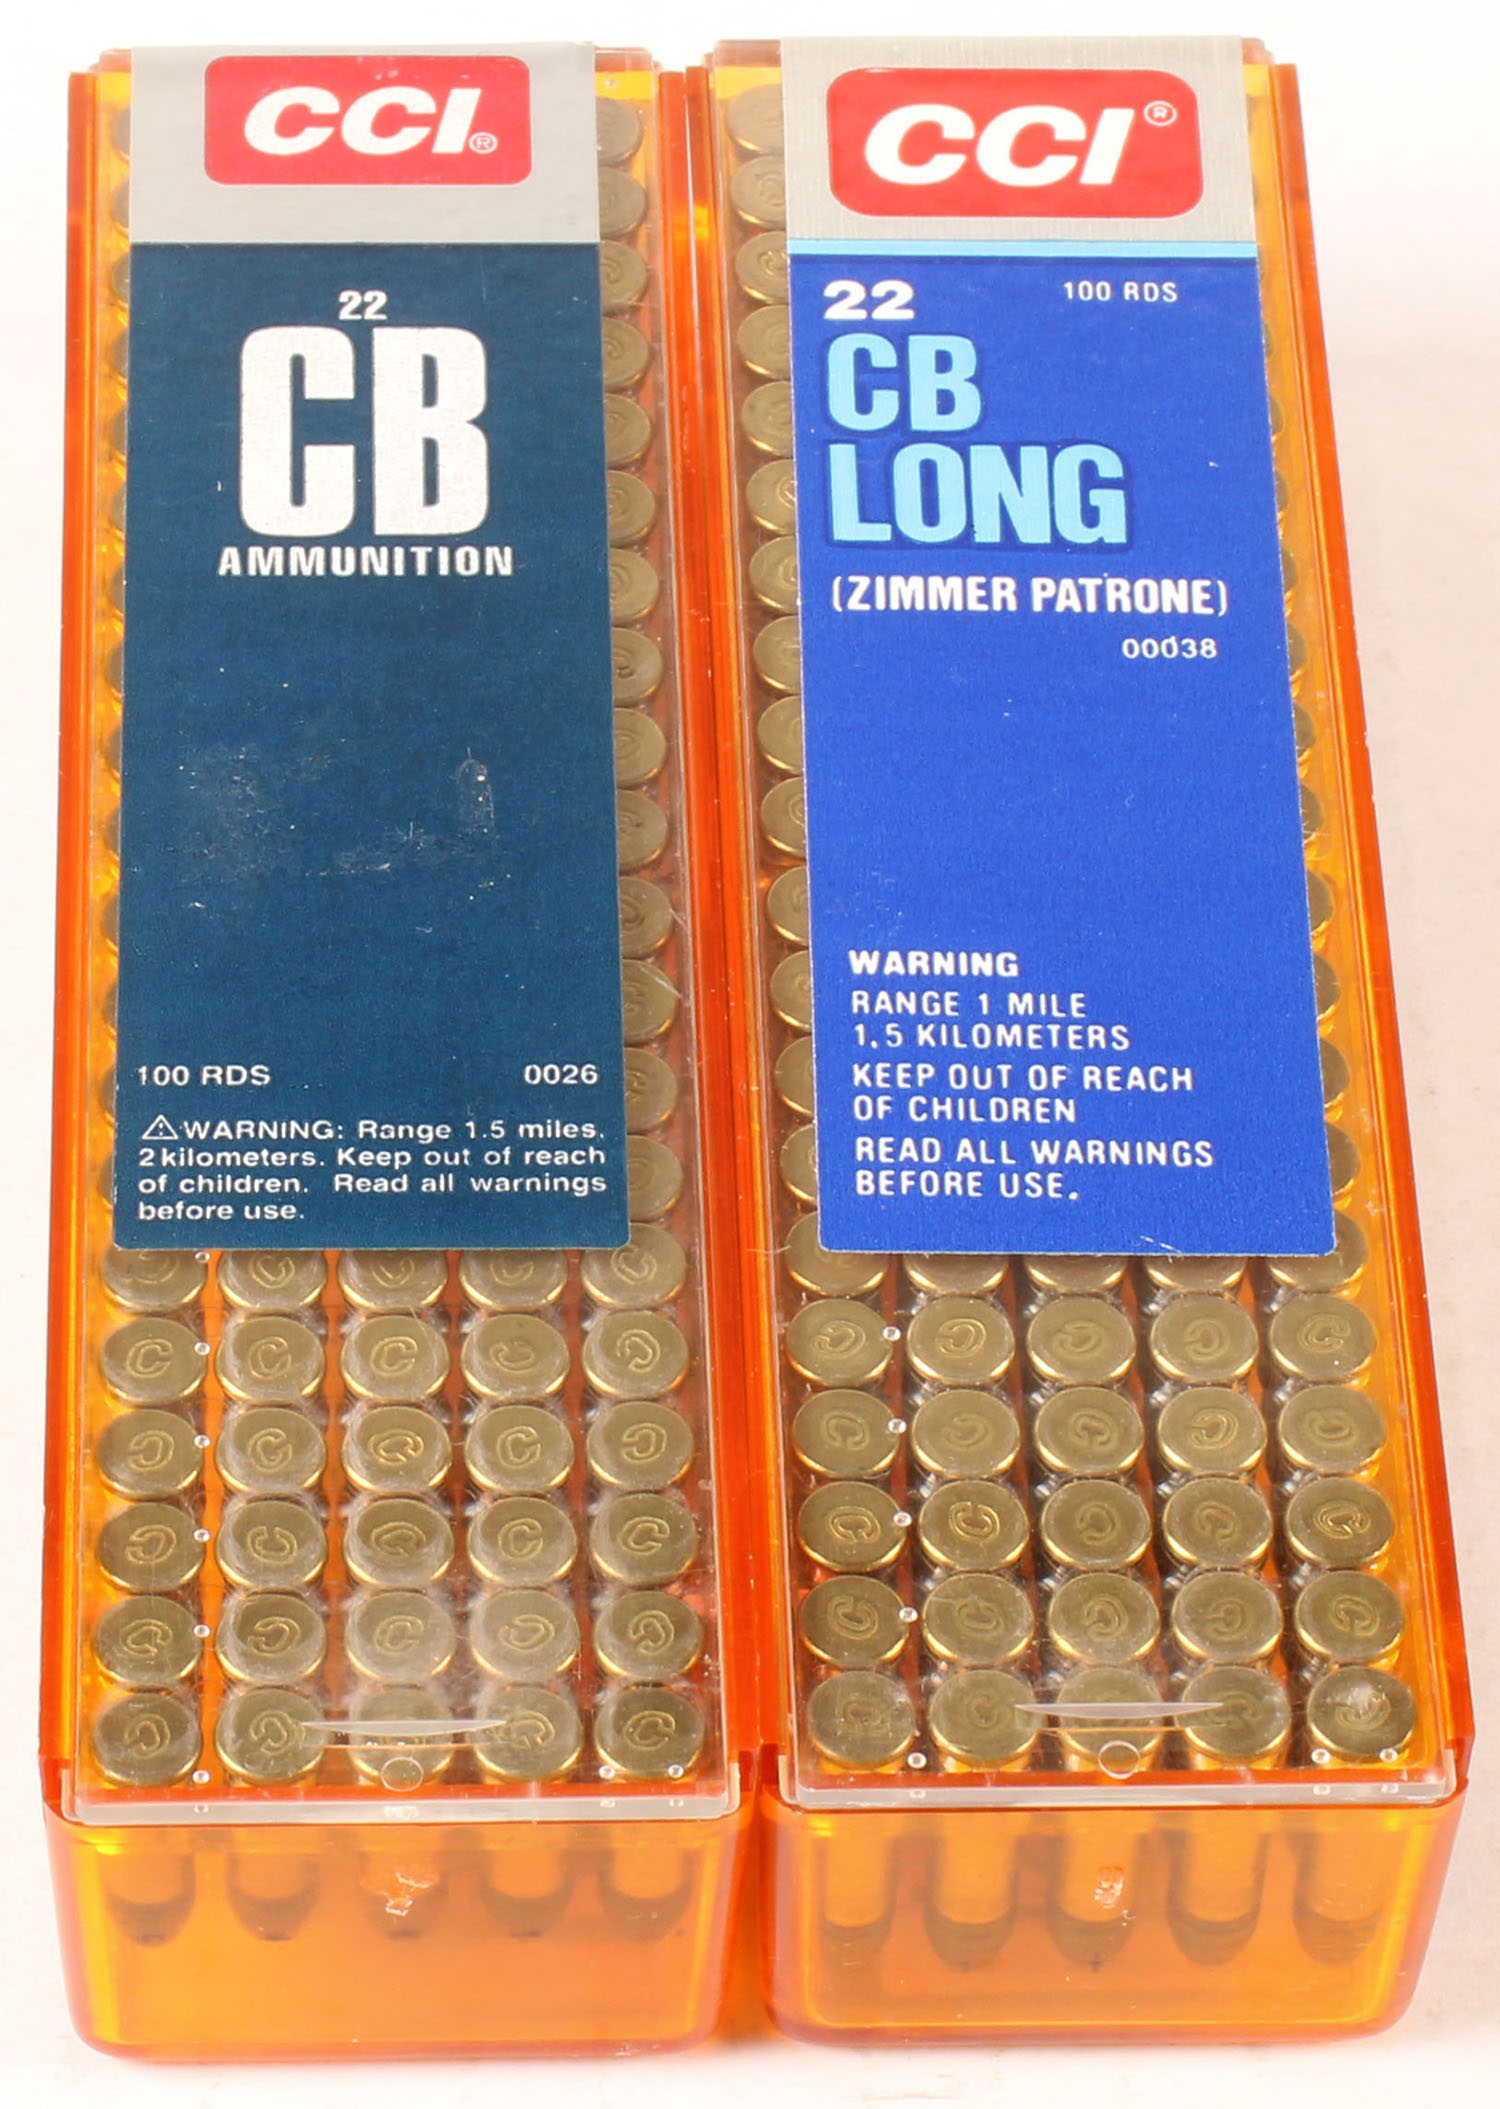 CCI®
22
CB
AMMUNITION
100 RDS 0026
⚠WARNING: Range 1.5 miles,
2 kilometers. Keep out of reach
of children. Read all warnings
before use.
CCI®
22 100 RDS
CB
LONG
(ZIMMER PATRONE)
00038
WARNING
RANGE 1 MILE
1.5 KILOMETERS
KEEP OUT OF REACH
OF CHILDREN
READ ALL WARNINGS
BEFORE USE.